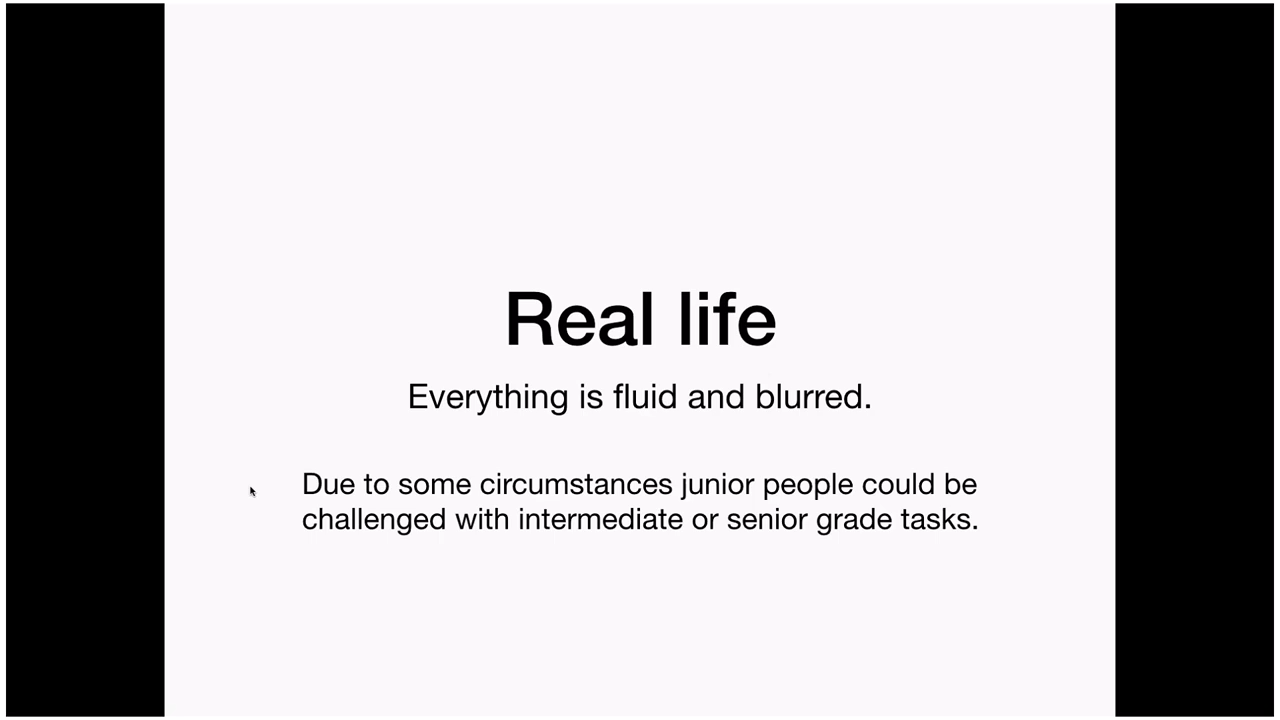 Real life
Everything is fluid and blurred.
Due to some circumstances junior people could be
challenged with intermediate or senior grade tasks.